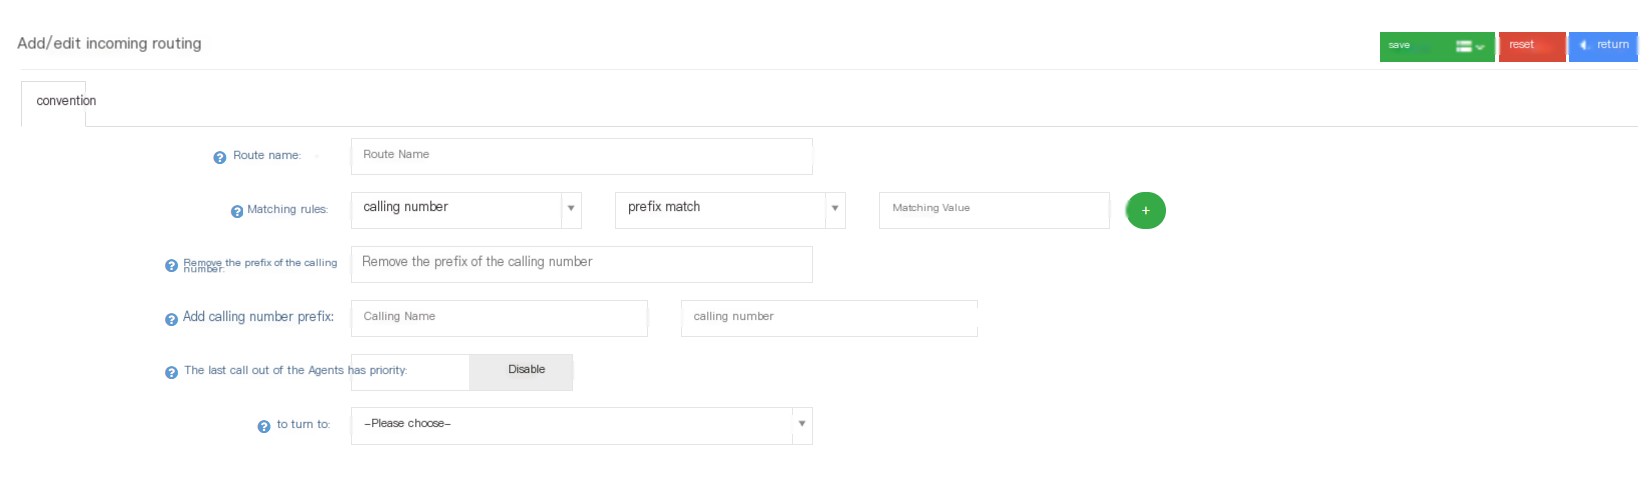 Add/edit incoming routing
save
reset
return
convention
Route name:
Route Name
Matching rules:
calling number
prefix match
Matching Value
+
Remove the prefix of the calling
number:
Remove the prefix of the calling number
Add calling number prefix:
Calling Name
calling number
The last call out of the Agents has priority:
Disable
to turn to:
–Please choose–